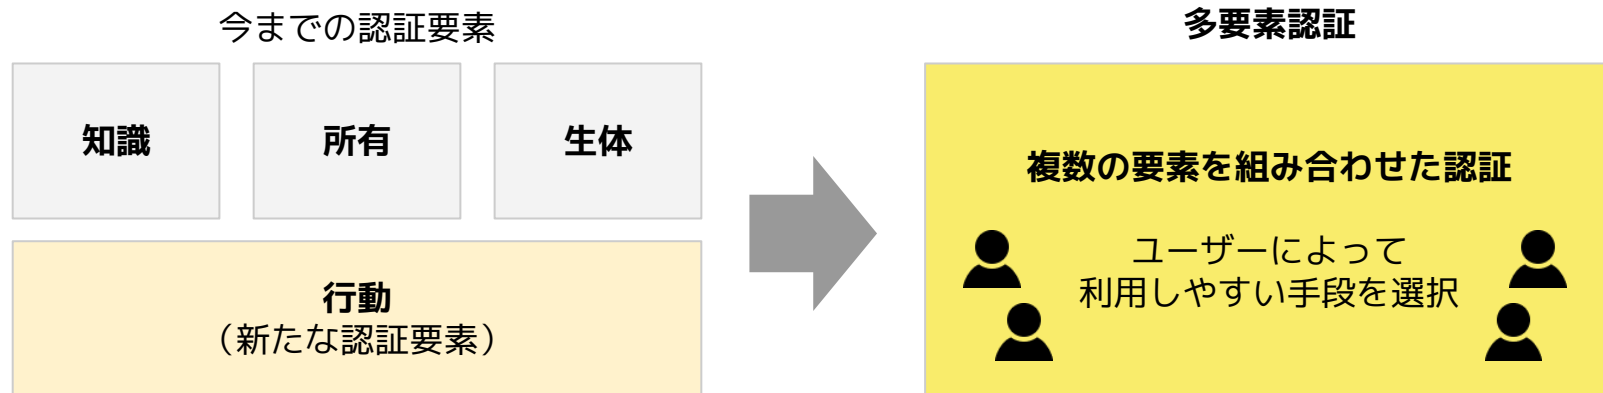 今までの認証要素
知識
所有
生体
行動
（新たな認証要素）
多要素認証
複数の要素を組み合わせた認証
ユーザーによって
利用しやすい手段を選択